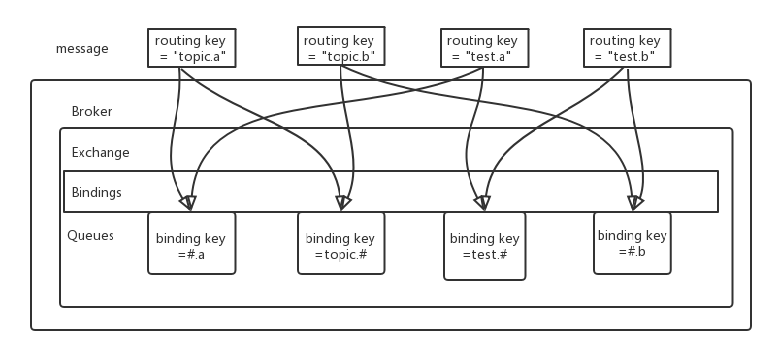 message
routing key
= "topic.a"
routing key
= "topic.b"
routing key
= "test.a"
routing key
= "test.b"
Broker
Exchange
Bindings
Queues
binding key
=#.a
binding key
=topic.#
binding key
=test.#
binding key
=#.b